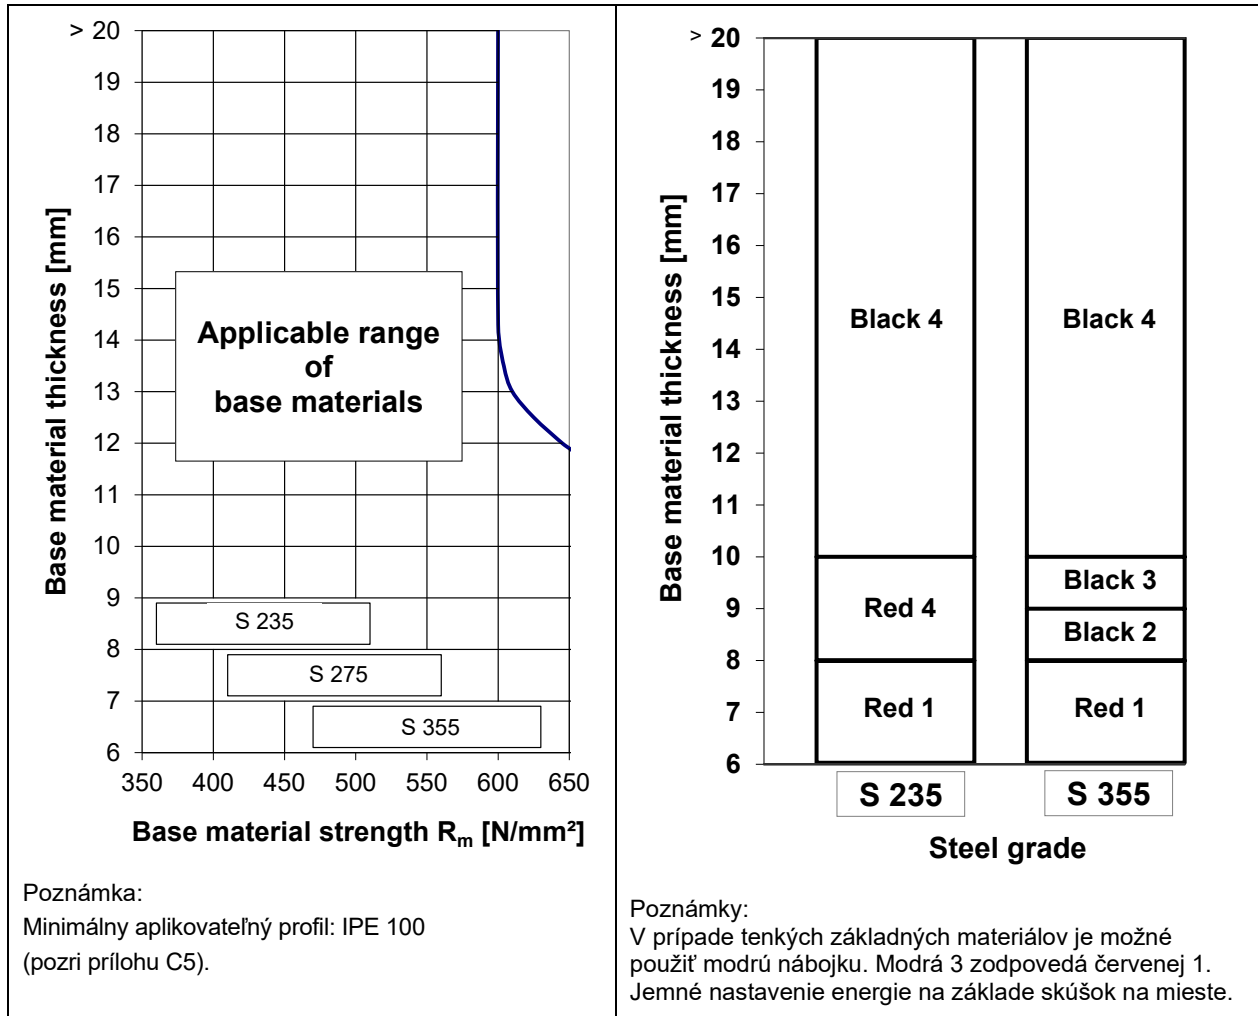 > 20
19
18
17
16
15
14
13
12
11
10
9
8
7
6
Base material thickness [mm]
Applicable range
of
base materials
S 235
S 275
S 355
350 400 450 500 550 600 650
Base material strength Rm [N/mm²]
Poznámka:
Minimálny aplikovateľný profil: IPE 100
(pozri prílohu C5).
> 20
19
18
17
16
15
14
13
12
11
10
9
8
7
6
Base material thickness [mm]
Black 4 Black 4
Black 3
Red 4
Black 2
Red 1 Red 1
S 235 S 355
Steel grade
Poznámky:
V prípade tenkých základných materiálov je možné
použiť modrú nábojku. Modrá 3 zodpovedá červenej 1.
Jemné nastavenie energie na základe skúšok na mieste.